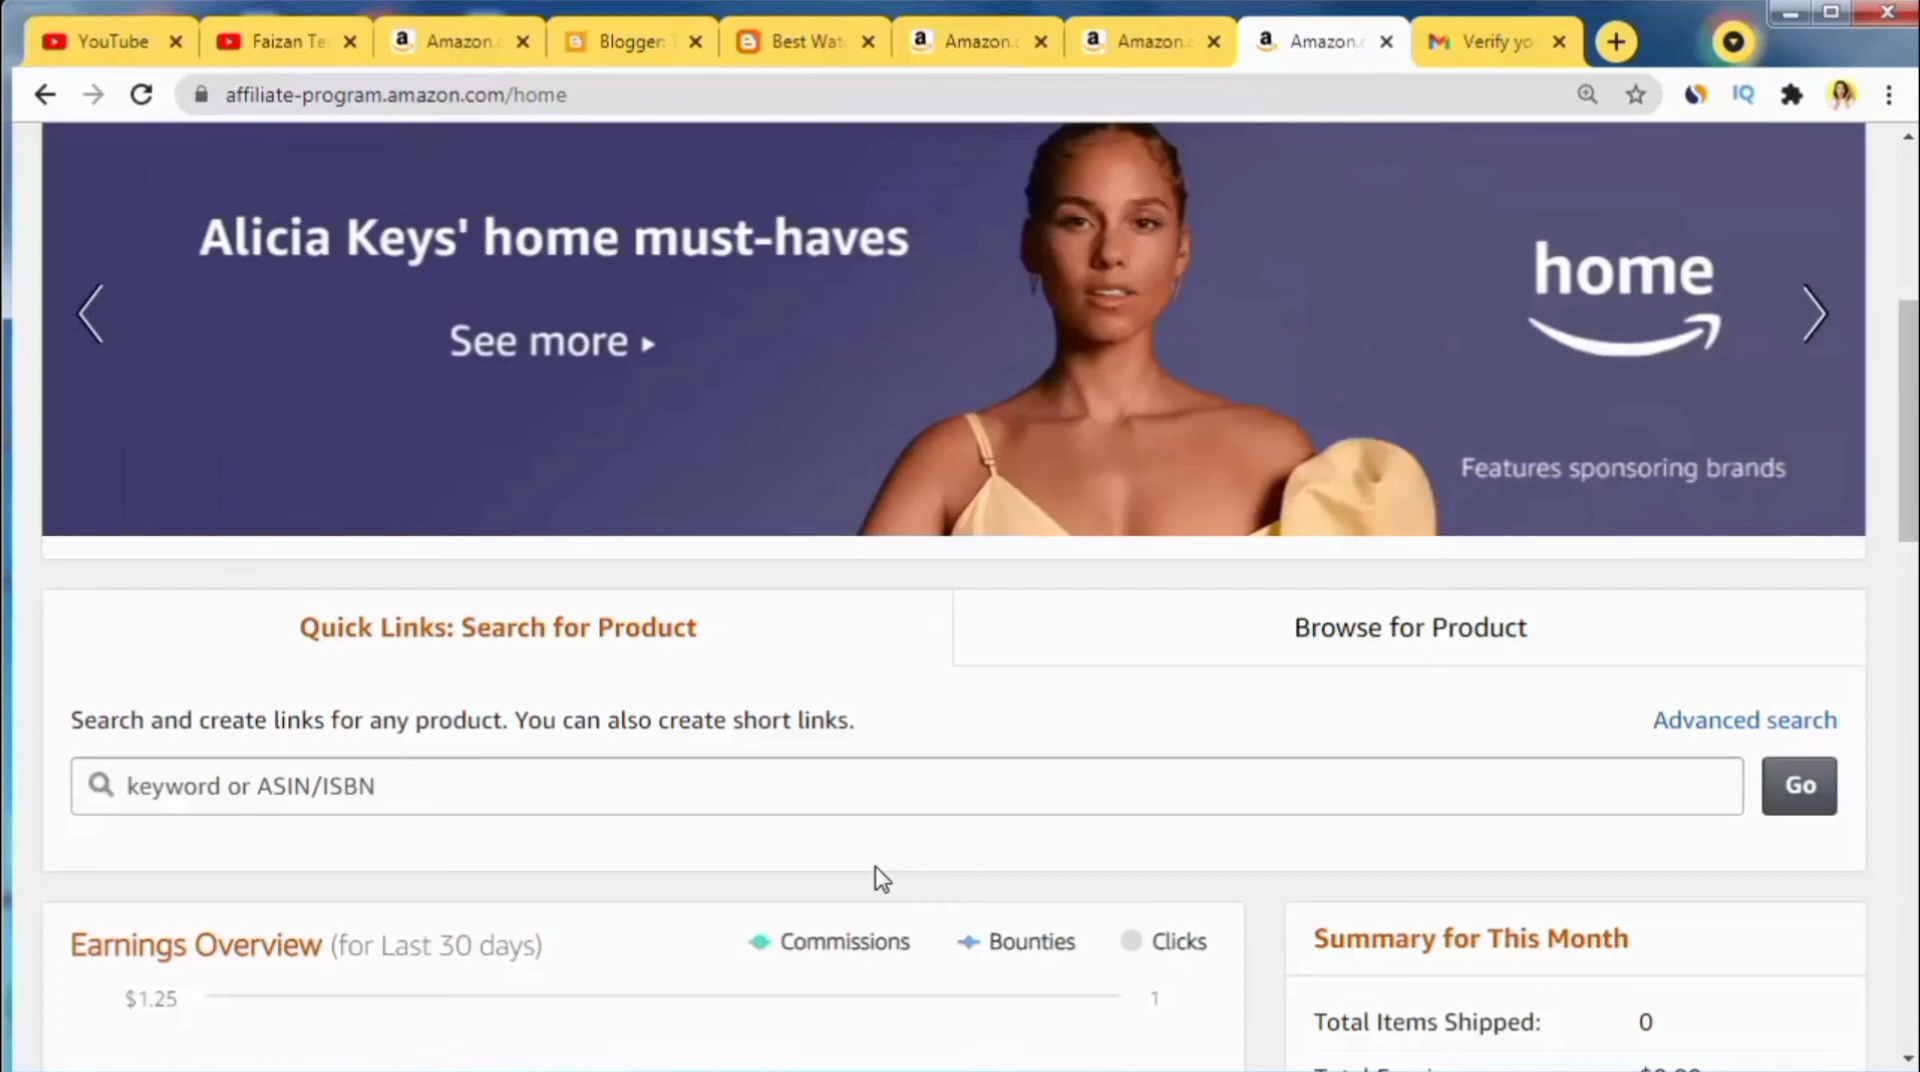 YouTube
Faizan Te
Amazon.
Blogger:
Best Wat
Amazon.
Amazon.
Amazon.
Verify yo
affiliate-program.amazon.com/home
IQ
Alicia Keys' home must-haves
See more ▸
home
Features sponsoring brands
Quick Links: Search for Product
Browse for Product
Search and create links for any product. You can also create short links.
Advanced search
keyword or ASIN/ISBN
Go
Earnings Overview (for Last 30 days)
Commissions
Bounties
Clicks
$1.25
1
Summary for This Month
Total Items Shipped: 0